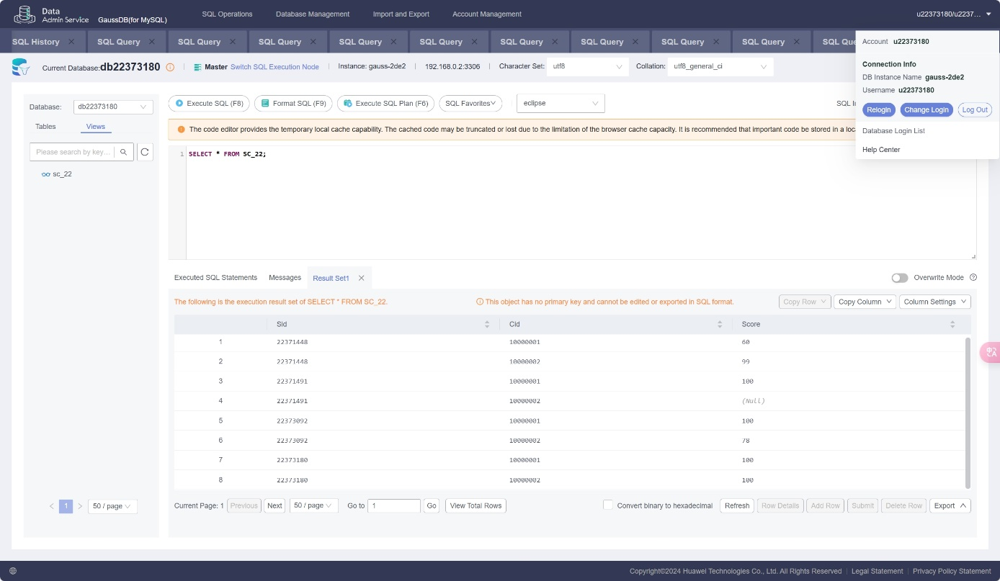 Data Admin Service GaussDB(for MySQL) SQL Operations Database Management Import and Export Account Management u22373180/u2237...
SQL History SQL Query SQL Query SQL Query SQL Query SQL Query SQL Query SQL Query SQL Query SQL Query
Account u22373180
Connection Info
DB Instance Name gauss-2de2
Username u22373180
Relogin Change Login Log Out
Database Login List
Help Center
Current Database:db22373180 Master Switch SQL Execution Node Instance: gauss-2de2 192.168.0.2:3306 Character Set: utf8 Collation: utf8_general_ci
Database: db22373180
Tables Views
Please search by key...
sc_22
< 1 > 50 / page
Execute SQL (F8) Format SQL (F9) Execute SQL Plan (F6) SQL Favorites eclipse
The code editor provides the temporary local cache capability. The cached code may be truncated or lost due to the limitation of the browser cache capacity. It is recommended that important code be stored in a
1 SELECT * FROM SC_22;
Executed SQL Statements Messages Result Set1 Overwrite Mode
The following is the execution result set of SELECT * FROM SC_22. This object has no primary key and cannot be edited or exported in SQL format. Copy Row Copy Column Column Settings
Sid Cid Score
1 22371448 10000001 60
2 22371448 10000002 99
3 22371491 10000001 100
4 22371491 10000002 (Null)
5 22373092 10000001 100
6 22373092 10000002 78
7 22373180 10000001 100
8 22373180 10000002 100
Current Page: 1 Previous Next 50 / page Go to 1 Go View Total Rows Convert binary to hexadecimal Refresh Row Details Add Row Submit Delete Row Export
Copyright©2024 Huawei Technologies Co., Ltd. All Rights Reserved Legal Statement Privacy Policy Statement